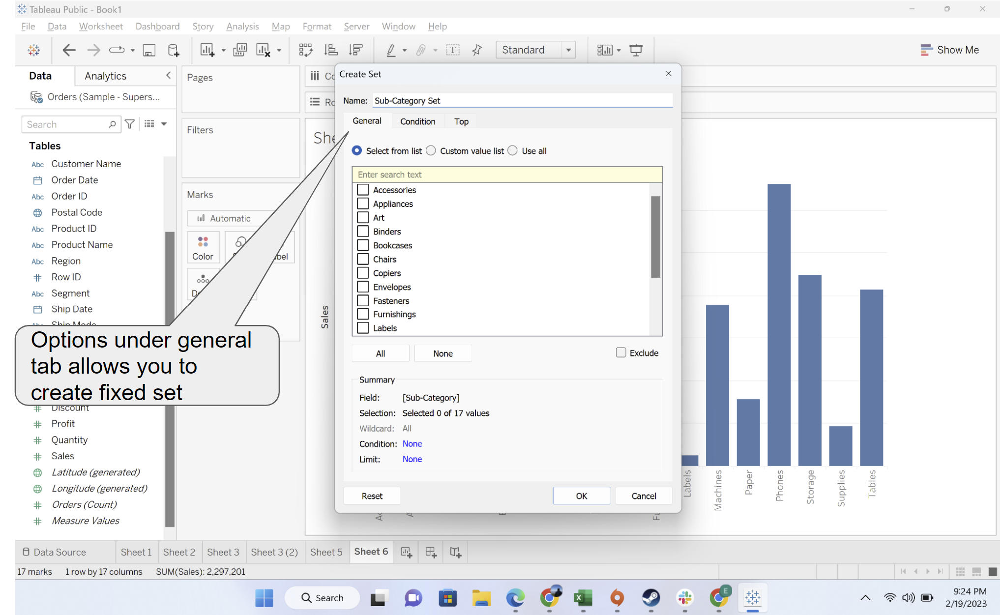 Tableau Public - Book1
File Data Worksheet Dashboard Story Analysis Map Format Server Window Help
Standard
Show Me
Data Analytics
Pages
Orders (Sample - Supers...
Search
Filters
Tables
Abc Customer Name
Order Date
Abc Order ID
Postal Code
Abc Product ID
Abc Product Name
Abc Region
Row ID
Abc Segment
Ship Date
Abc Ship Mode
Discount
Profit
Quantity
Sales
Latitude (generated)
Longitude (generated)
Orders (Count)
Measure Values
Marks
Automatic
Color
Options under general
tab allows you to
create fixed set
Create Set
Name: Sub-Category Set
General Condition Top
Select from list Custom value list Use all
Enter search text
Accessories
Appliances
Art
Binders
Bookcases
Chairs
Copiers
Envelopes
Fasteners
Furnishings
Labels
All None Exclude
Summary
Field: [Sub-Category]
Selection: Selected 0 of 17 values
Wildcard: All
Condition: None
Limit: None
Reset OK Cancel
Sales
Labels
Machines
Paper
Phones
Storage
Supplies
Tables
Data Source Sheet 1 Sheet 2 Sheet 3 Sheet 3 (2) Sheet 5 Sheet 6
17 marks 1 row by 17 columns SUM(Sales): 2,297,201
Search
E
9:24 PM
2/19/2023